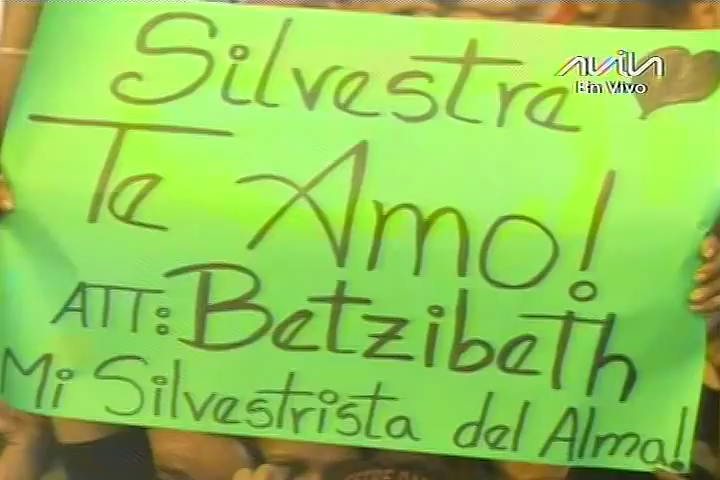 Silvestre
Te Amo!
ATT: Betzibeth
Mi Silvestrista del Alma!
En Vivo